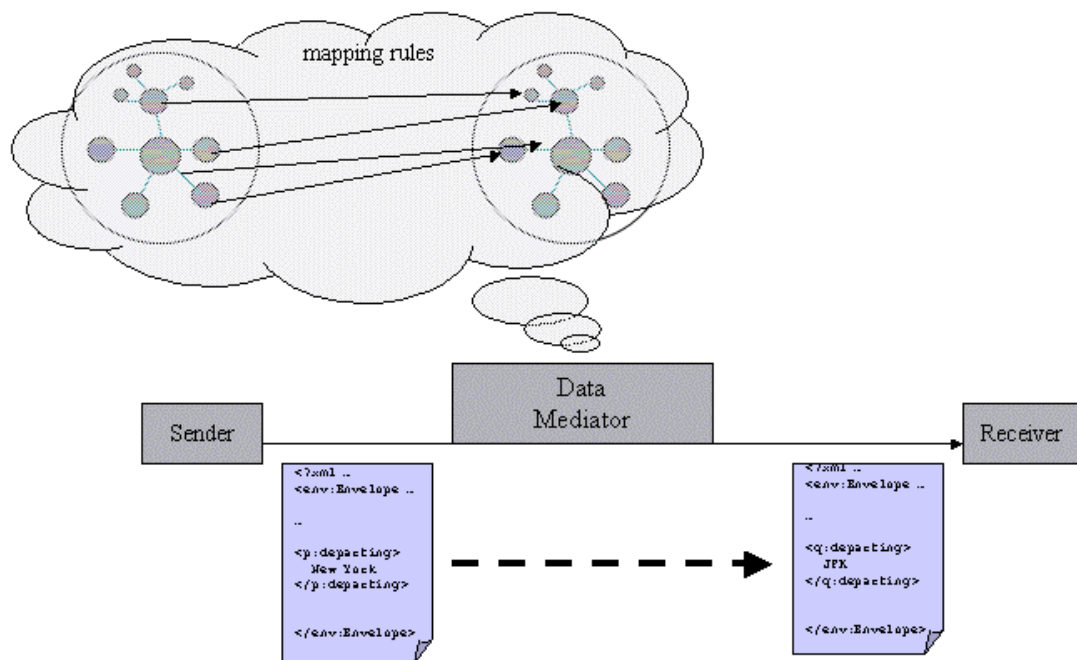 mapping rules
Data
Mediator
Sender
Receiver
<?xml …
<env:Envelope …
…
<p:departing>
New York
</p:departing>
</env:Envelope>
<?xml …
<env:Envelope …
…
<q:departing>
JFK
</q:departing>
</env:Envelope>